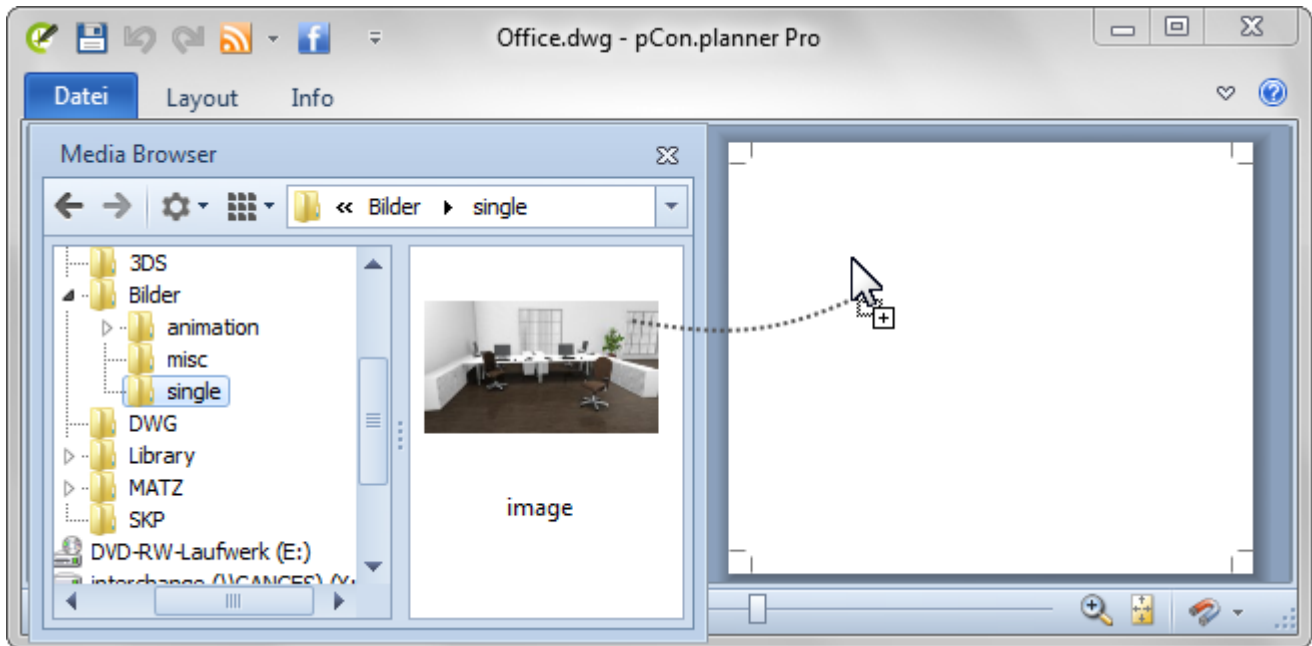 Office.dwg - pCon.planner Pro
Datei Layout Info
Media Browser
« Bilder single
3DS
Bilder
animation
misc
single
DWG
Library
MATZ
SKP
DVD-RW-Laufwerk (E:)
image